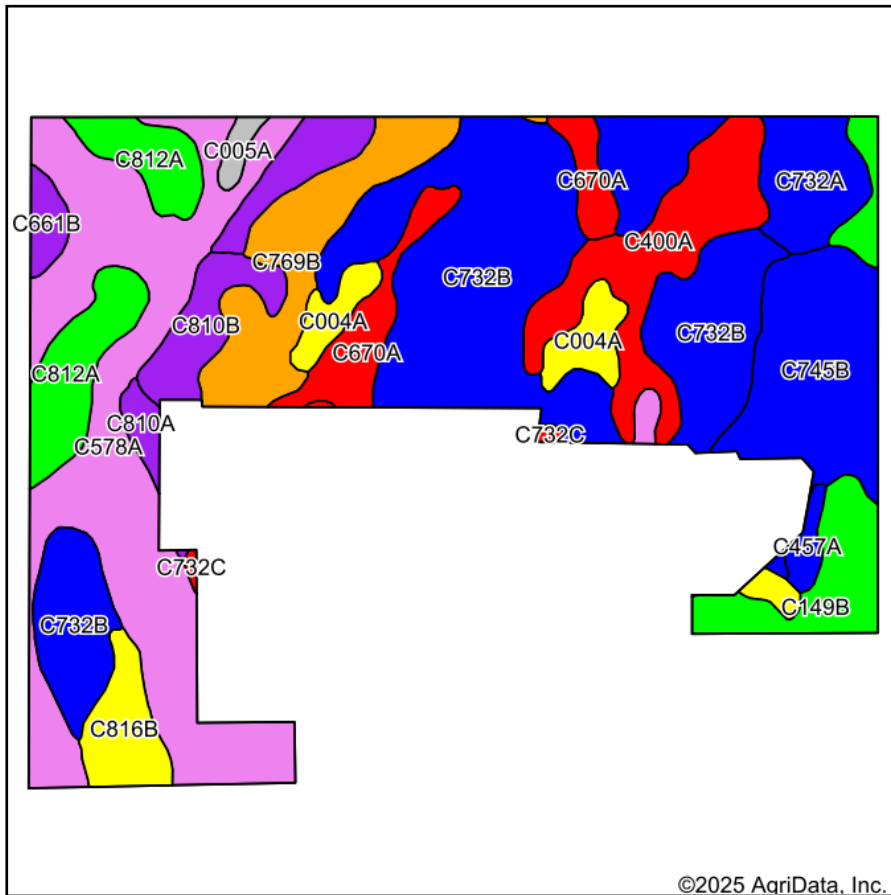 C812A
C005A
C670A
C732A
C661B
C400A
C769B
C732B
C810B
C004A
C732B
C004A
C670A
C812A
C745B
C810A
C732C
C578A
C457A
C732C
C149B
C732B
C816B
©2025 AgriData, Inc.